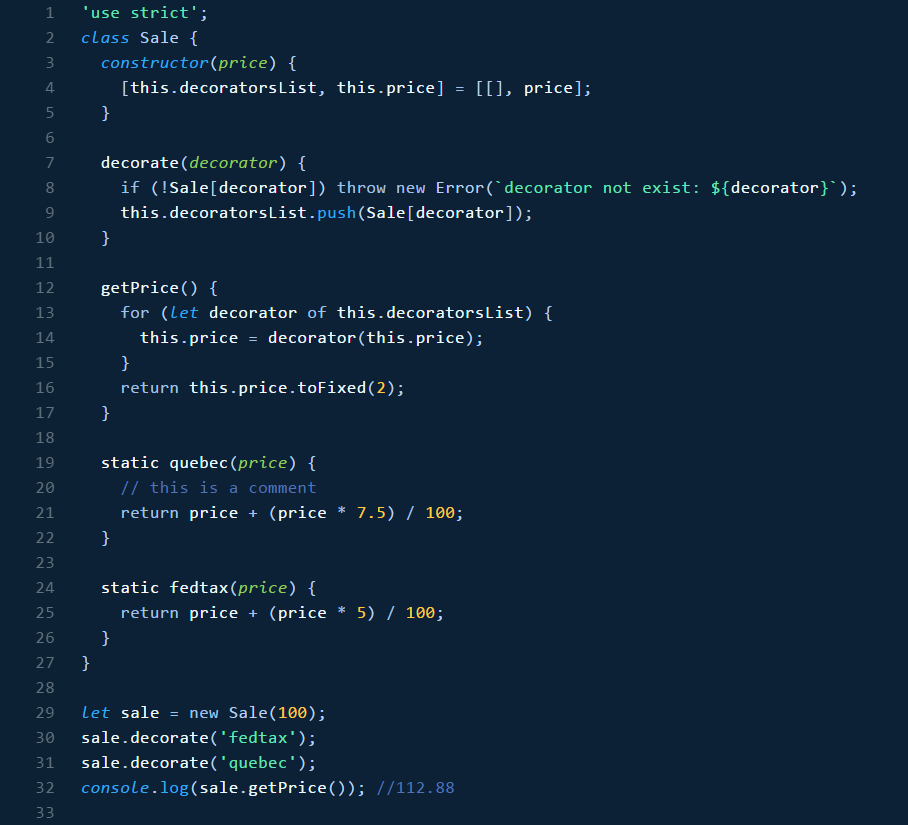 1 'use strict';
2 class Sale {
3   constructor(price) {
4     [this.decoratorsList, this.price] = [[], price];
5   }
6
7   decorate(decorator) {
8     if (!Sale[decorator]) throw new Error(`decorator not exist: ${decorator}`);
9     this.decoratorsList.push(Sale[decorator]);
10   }
11
12   getPrice() {
13     for (let decorator of this.decoratorsList) {
14       this.price = decorator(this.price);
15     }
16     return this.price.toFixed(2);
17   }
18
19   static quebec(price) {
20     // this is a comment
21     return price + (price * 7.5) / 100;
22   }
23
24   static fedtax(price) {
25     return price + (price * 5) / 100;
26   }
27 }
28
29 let sale = new Sale(100);
30 sale.decorate('fedtax');
31 sale.decorate('quebec');
32 console.log(sale.getPrice()); //112.88
33